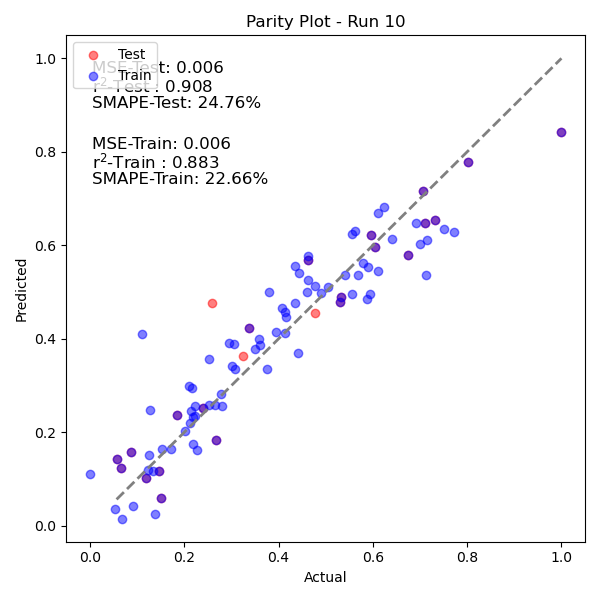 Parity Plot - Run 10
Test
Train
MSE-Test: 0.006
r²-Test : 0.908
SMAPE-Test: 24.76%
MSE-Train: 0.006
r²-Train : 0.883
SMAPE-Train: 22.66%
Predicted
1.0
0.8
0.6
0.4
0.2
0.0
0.0 0.2 0.4 0.6 0.8 1.0
Actual